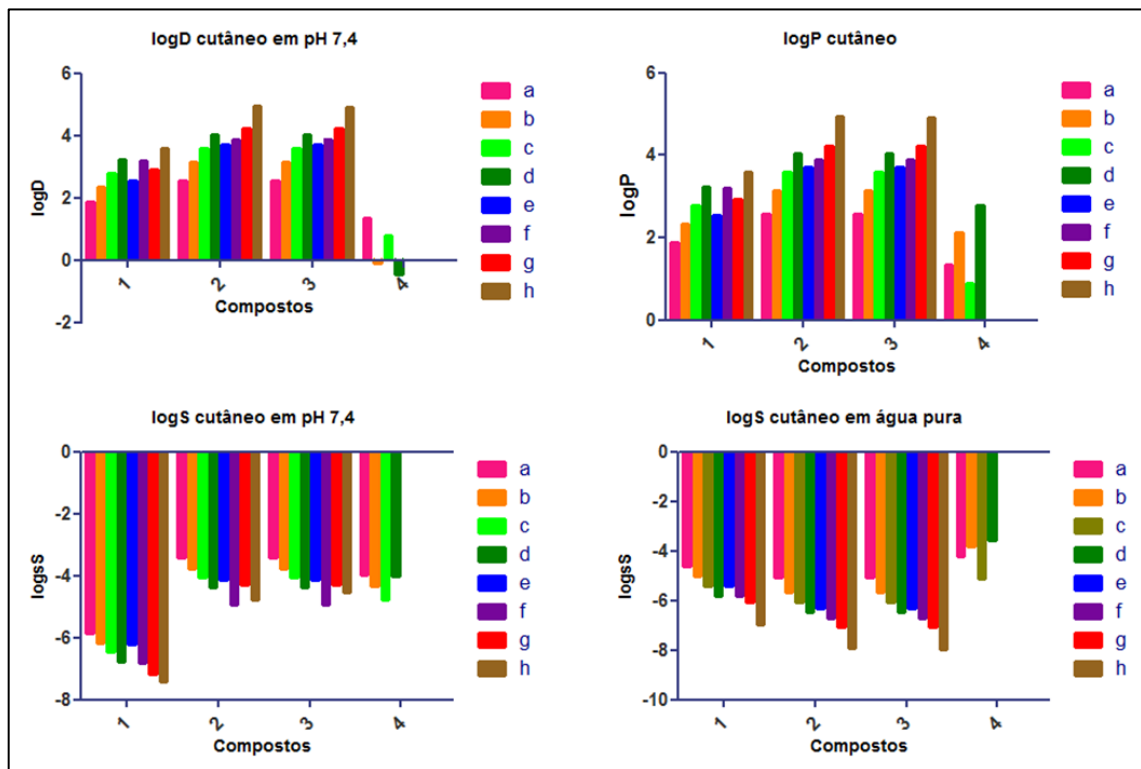 logD cutâneo em pH 7,4
6
4
2
0
-2
logD
1
2
3
4
Compostos
a
b
c
d
e
f
g
h
logP cutâneo
6
4
2
0
logP
1
2
3
4
Compostos
a
b
c
d
e
f
g
h
logS cutâneo em pH 7,4
0
-2
-4
-6
-8
logsS
1
2
3
4
Compostos
a
b
c
d
e
f
g
h
logS cutâneo em água pura
0
-2
-4
-6
-8
-10
logsS
1
2
3
4
Compostos
a
b
c
d
e
f
g
h